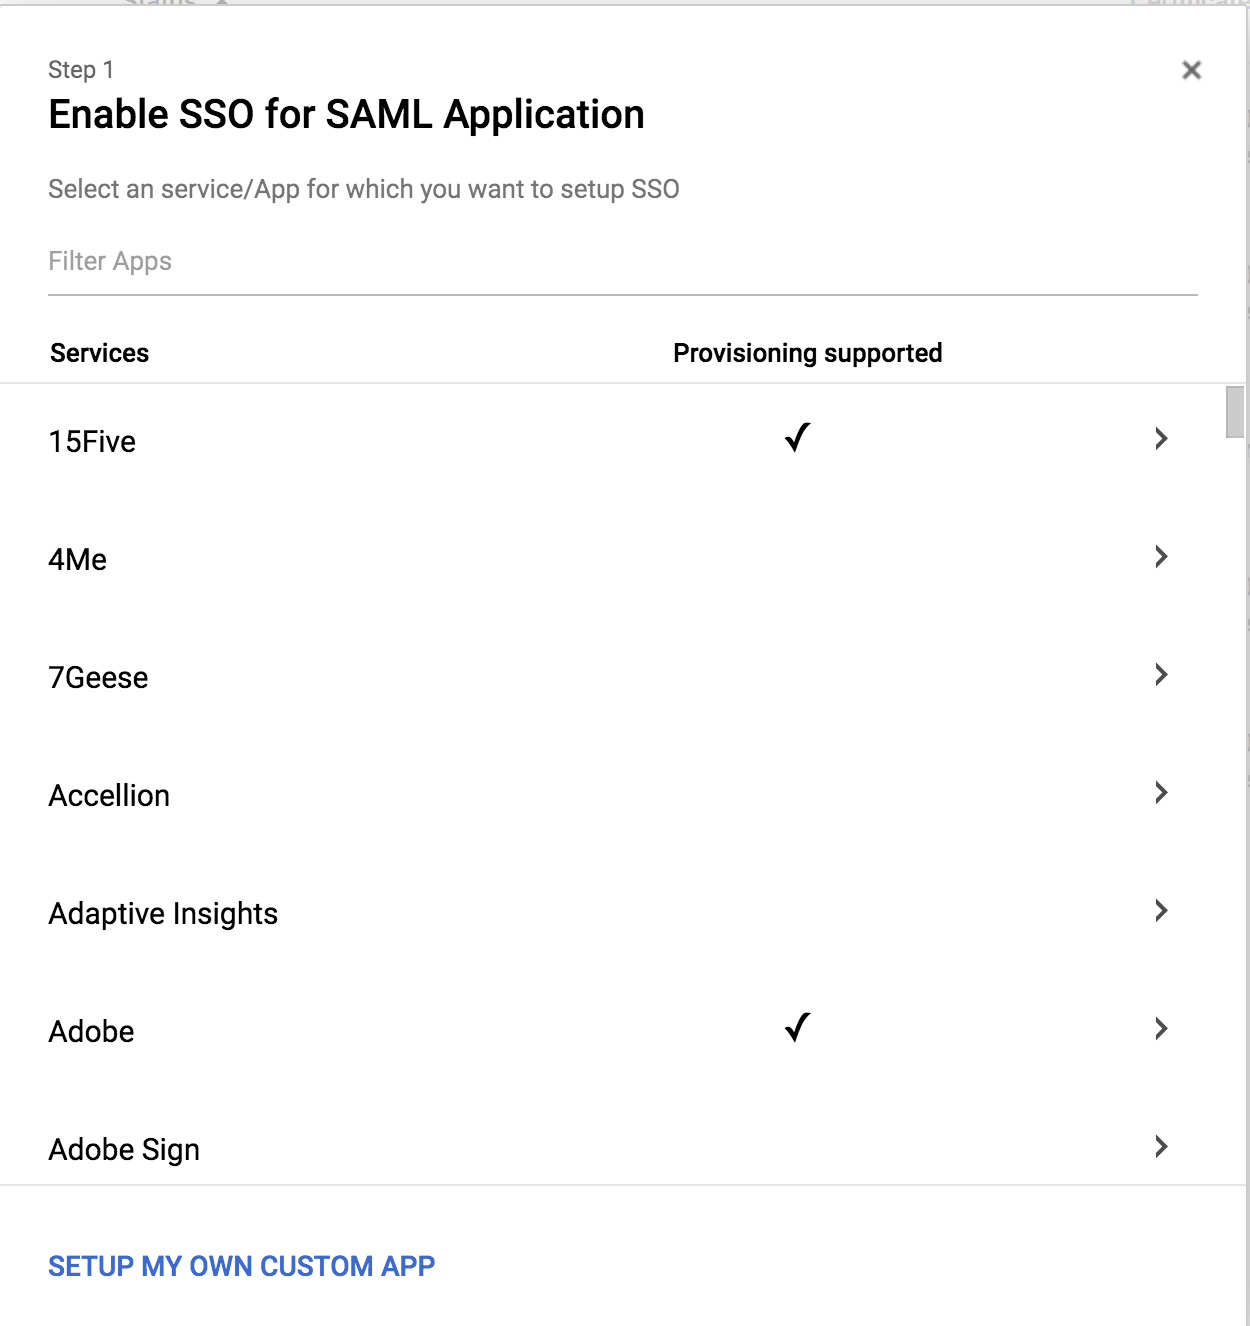 Step 1
Enable SSO for SAML Application
Select an service/App for which you want to setup SSO
Filter Apps
Services Provisioning supported
15Five ✓
4Me
7Geese
Accellion
Adaptive Insights
Adobe ✓
Adobe Sign
SETUP MY OWN CUSTOM APP